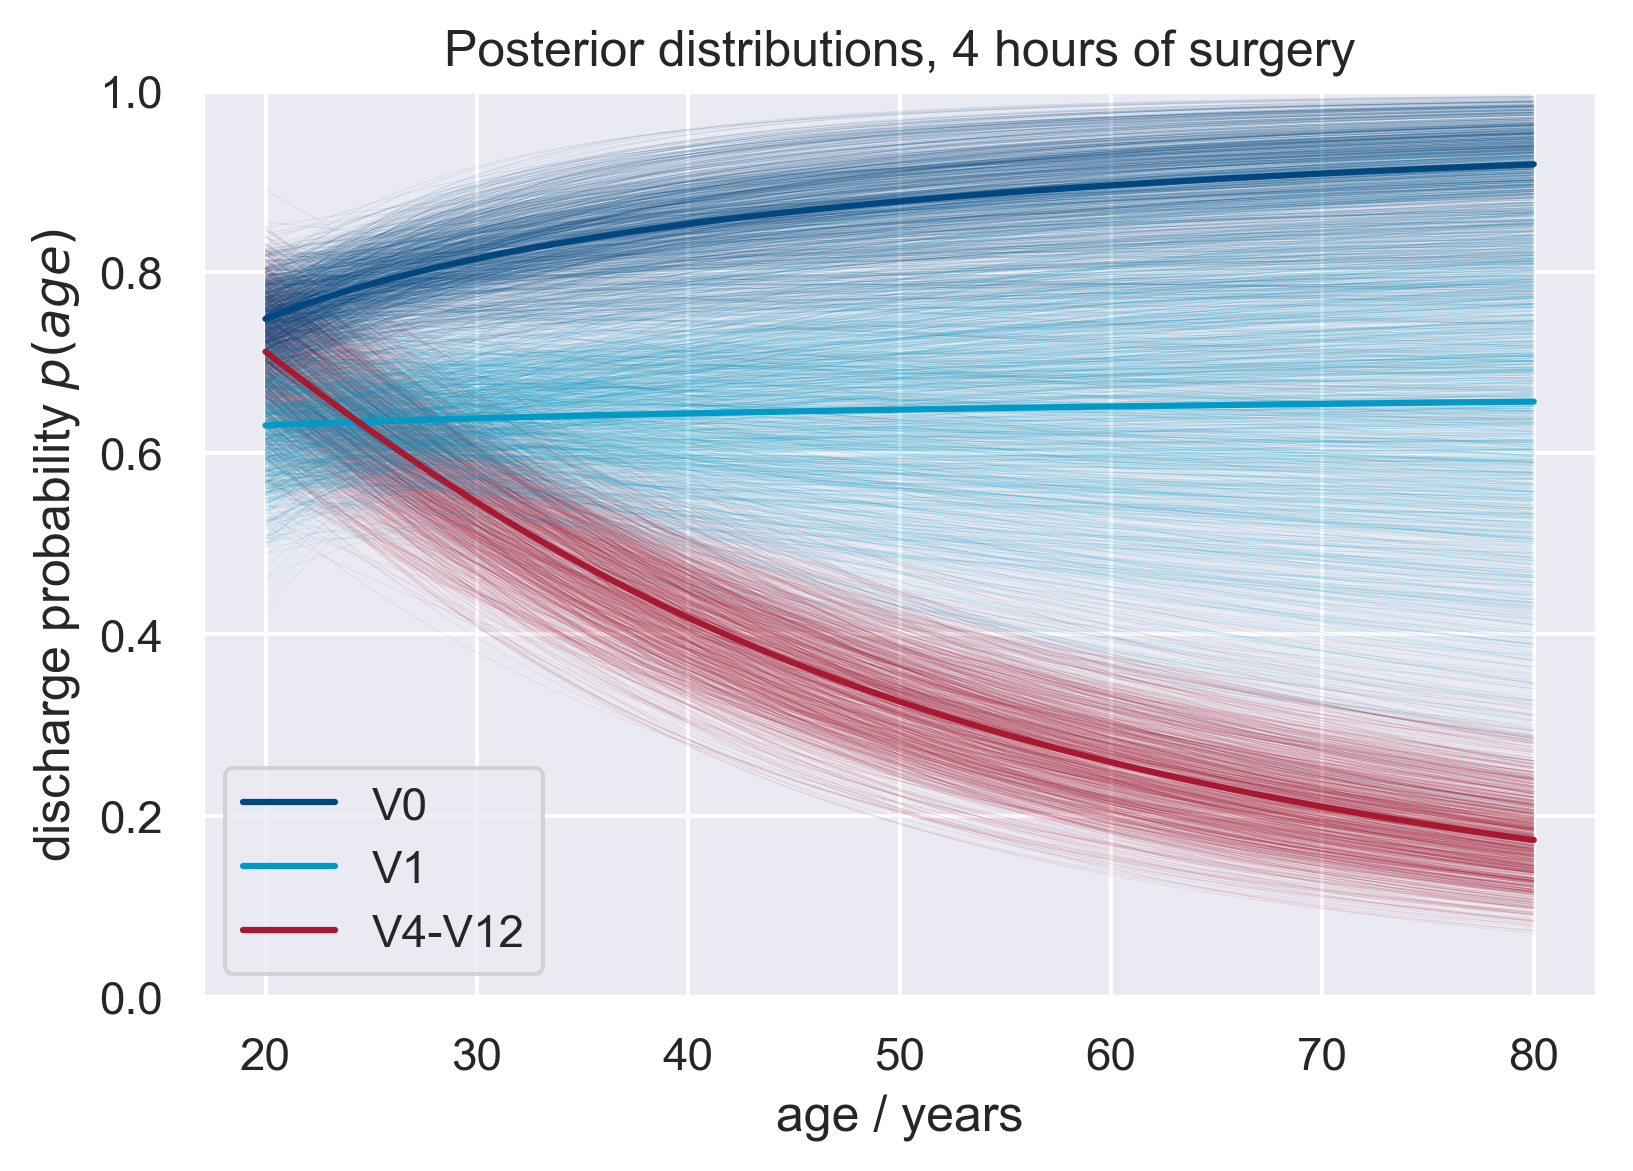 Posterior distributions, 4 hours of surgery
discharge probability p(age)
1.0
0.8
0.6
0.4
0.2
0.0
V0
V1
V4-V12
20 30 40 50 60 70 80
age / years